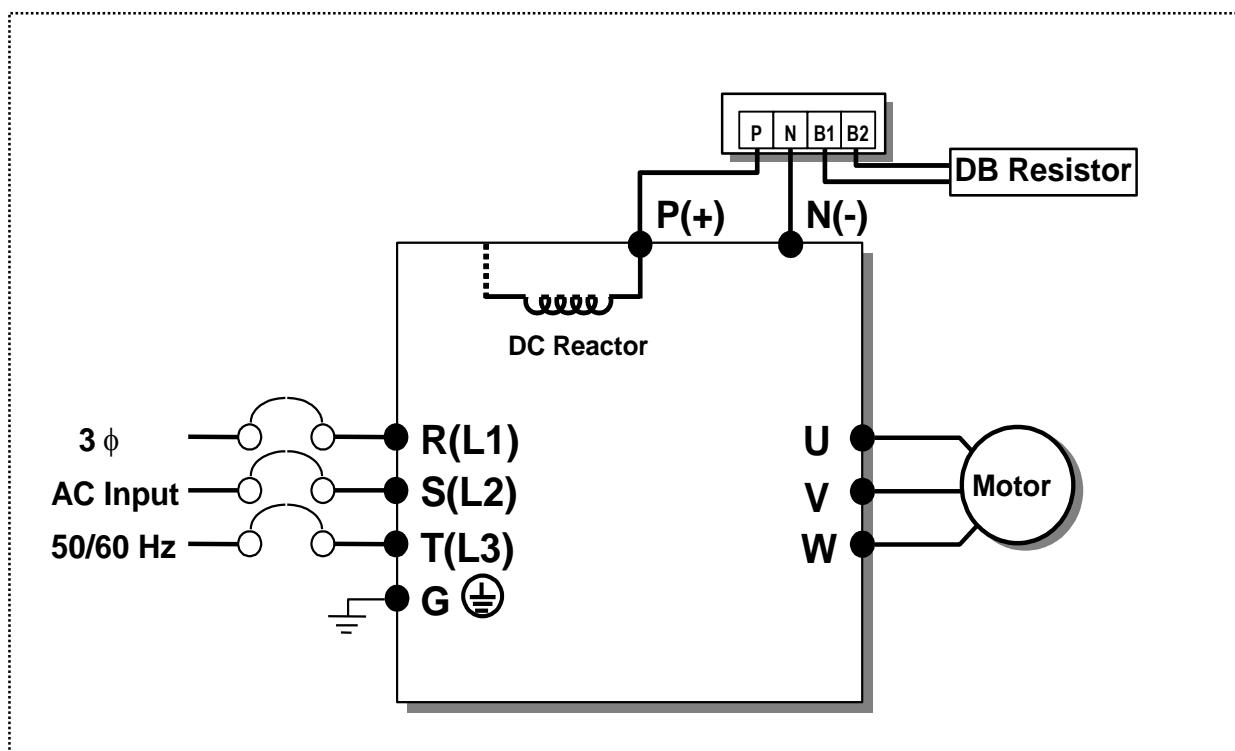 P N B1 B2
DB Resistor
P(+) N(-)
DC Reactor
3 ϕ
R(L1)
U
AC Input
S(L2)
V
Motor
50/60 Hz
T(L3)
W
G